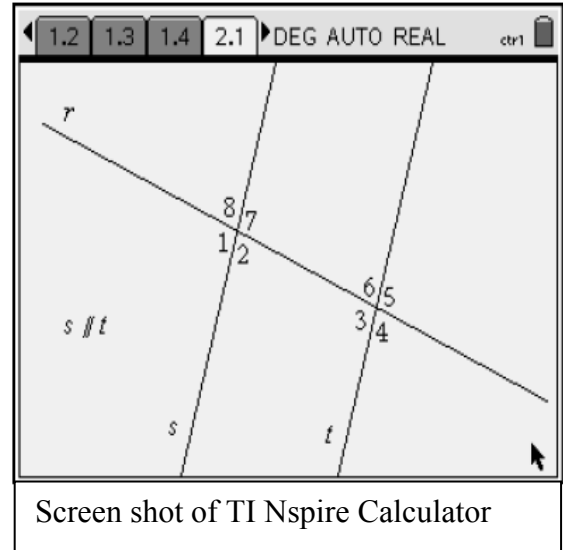 1.2 1.3 1.4 2.1 DEG AUTO REAL ctrl
r
8 7
1 2
6 5
3 4
s // t
s
t
Screen shot of TI Nspire Calculator